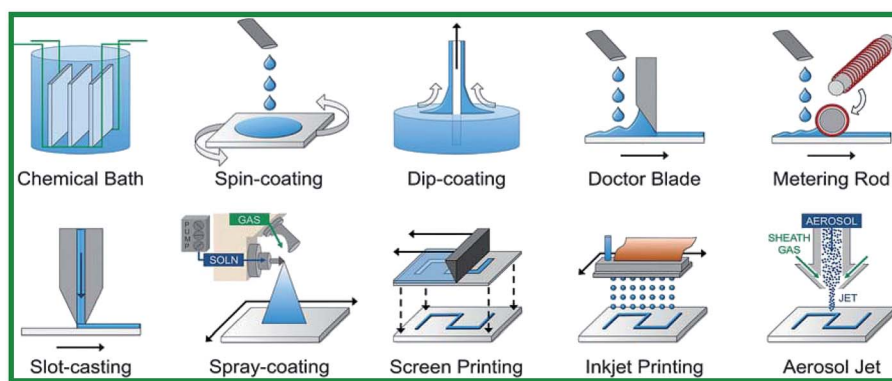 Chemical Bath
Spin-coating
Dip-coating
Doctor Blade
Metering Rod
PUMP
GAS
SOLN
AEROSOL
SHEATH
GAS
JET
Slot-casting
Spray-coating
Screen Printing
Inkjet Printing
Aerosol Jet